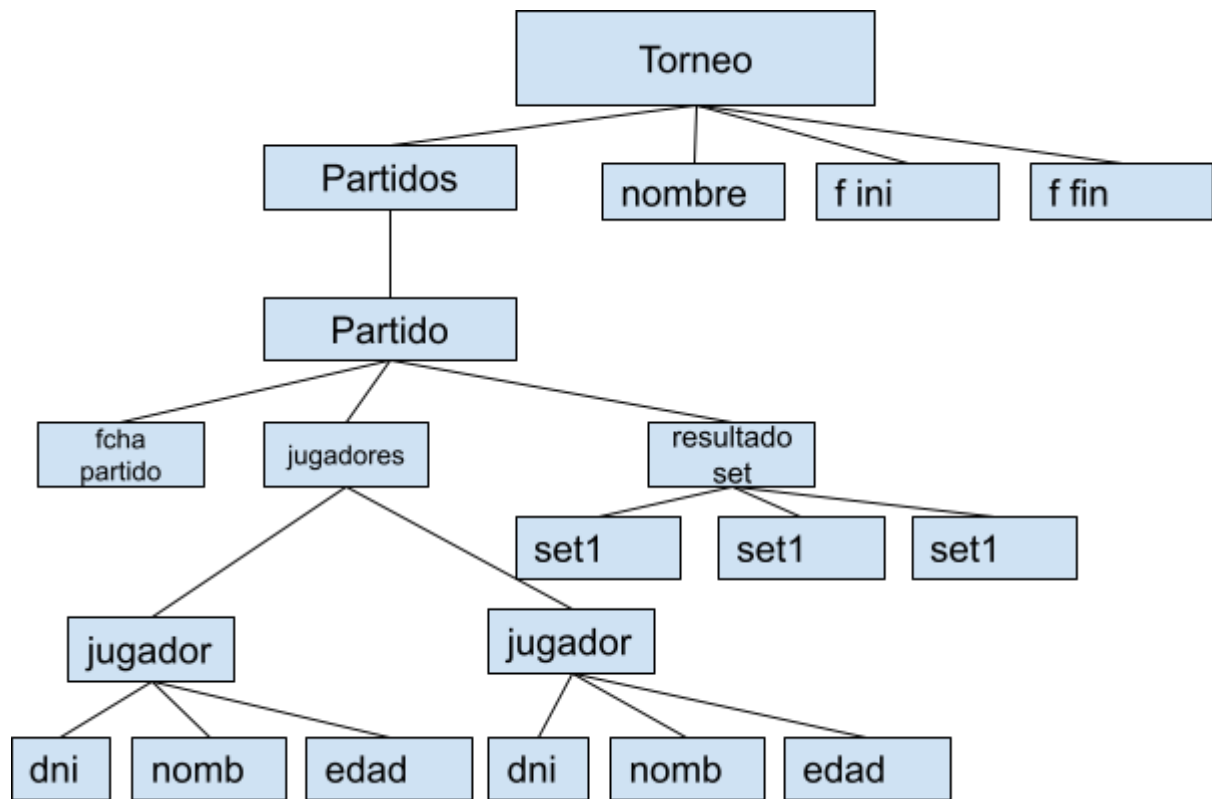 Torneo
Partidos
nombre
f ini
f fin
Partido
fcha
partido
jugadores
resultado
set
set1
set1
set1
jugador
jugador
dni
nomb
edad
dni
nomb
edad